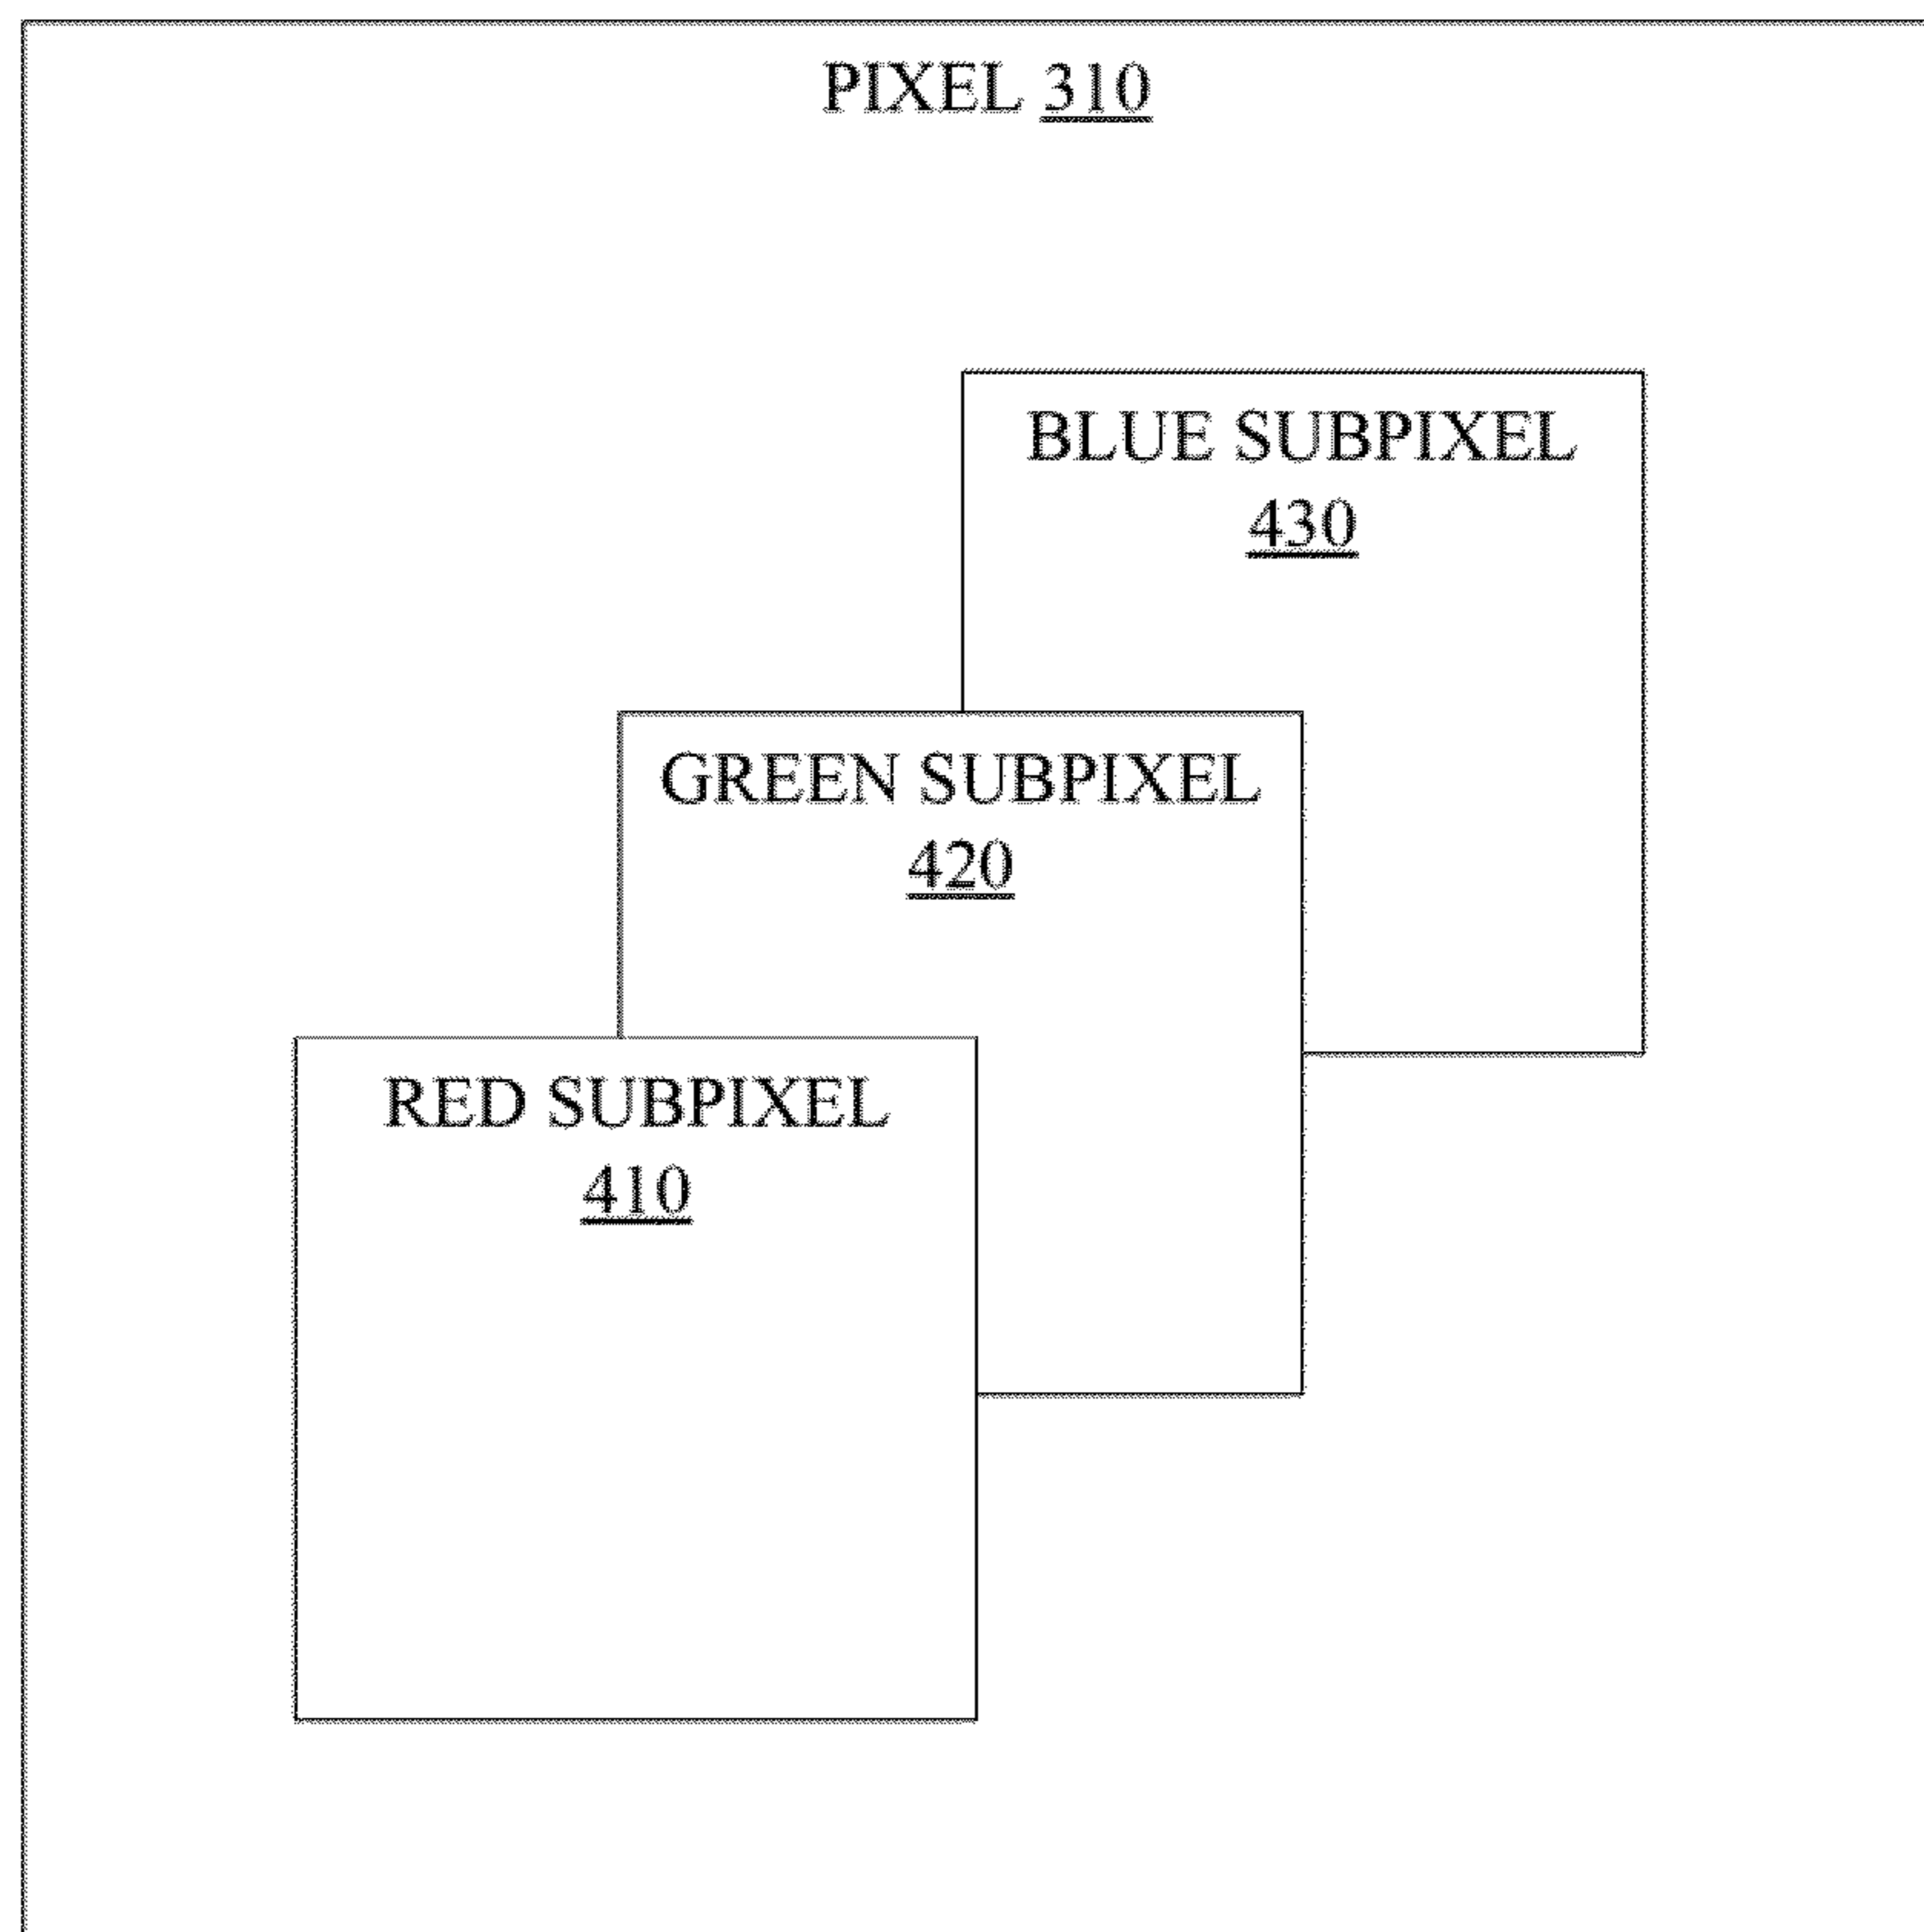 PIXEL 310
BLUE SUBPIXEL
430
GREEN SUBPIXEL
420
RED SUBPIXEL
410